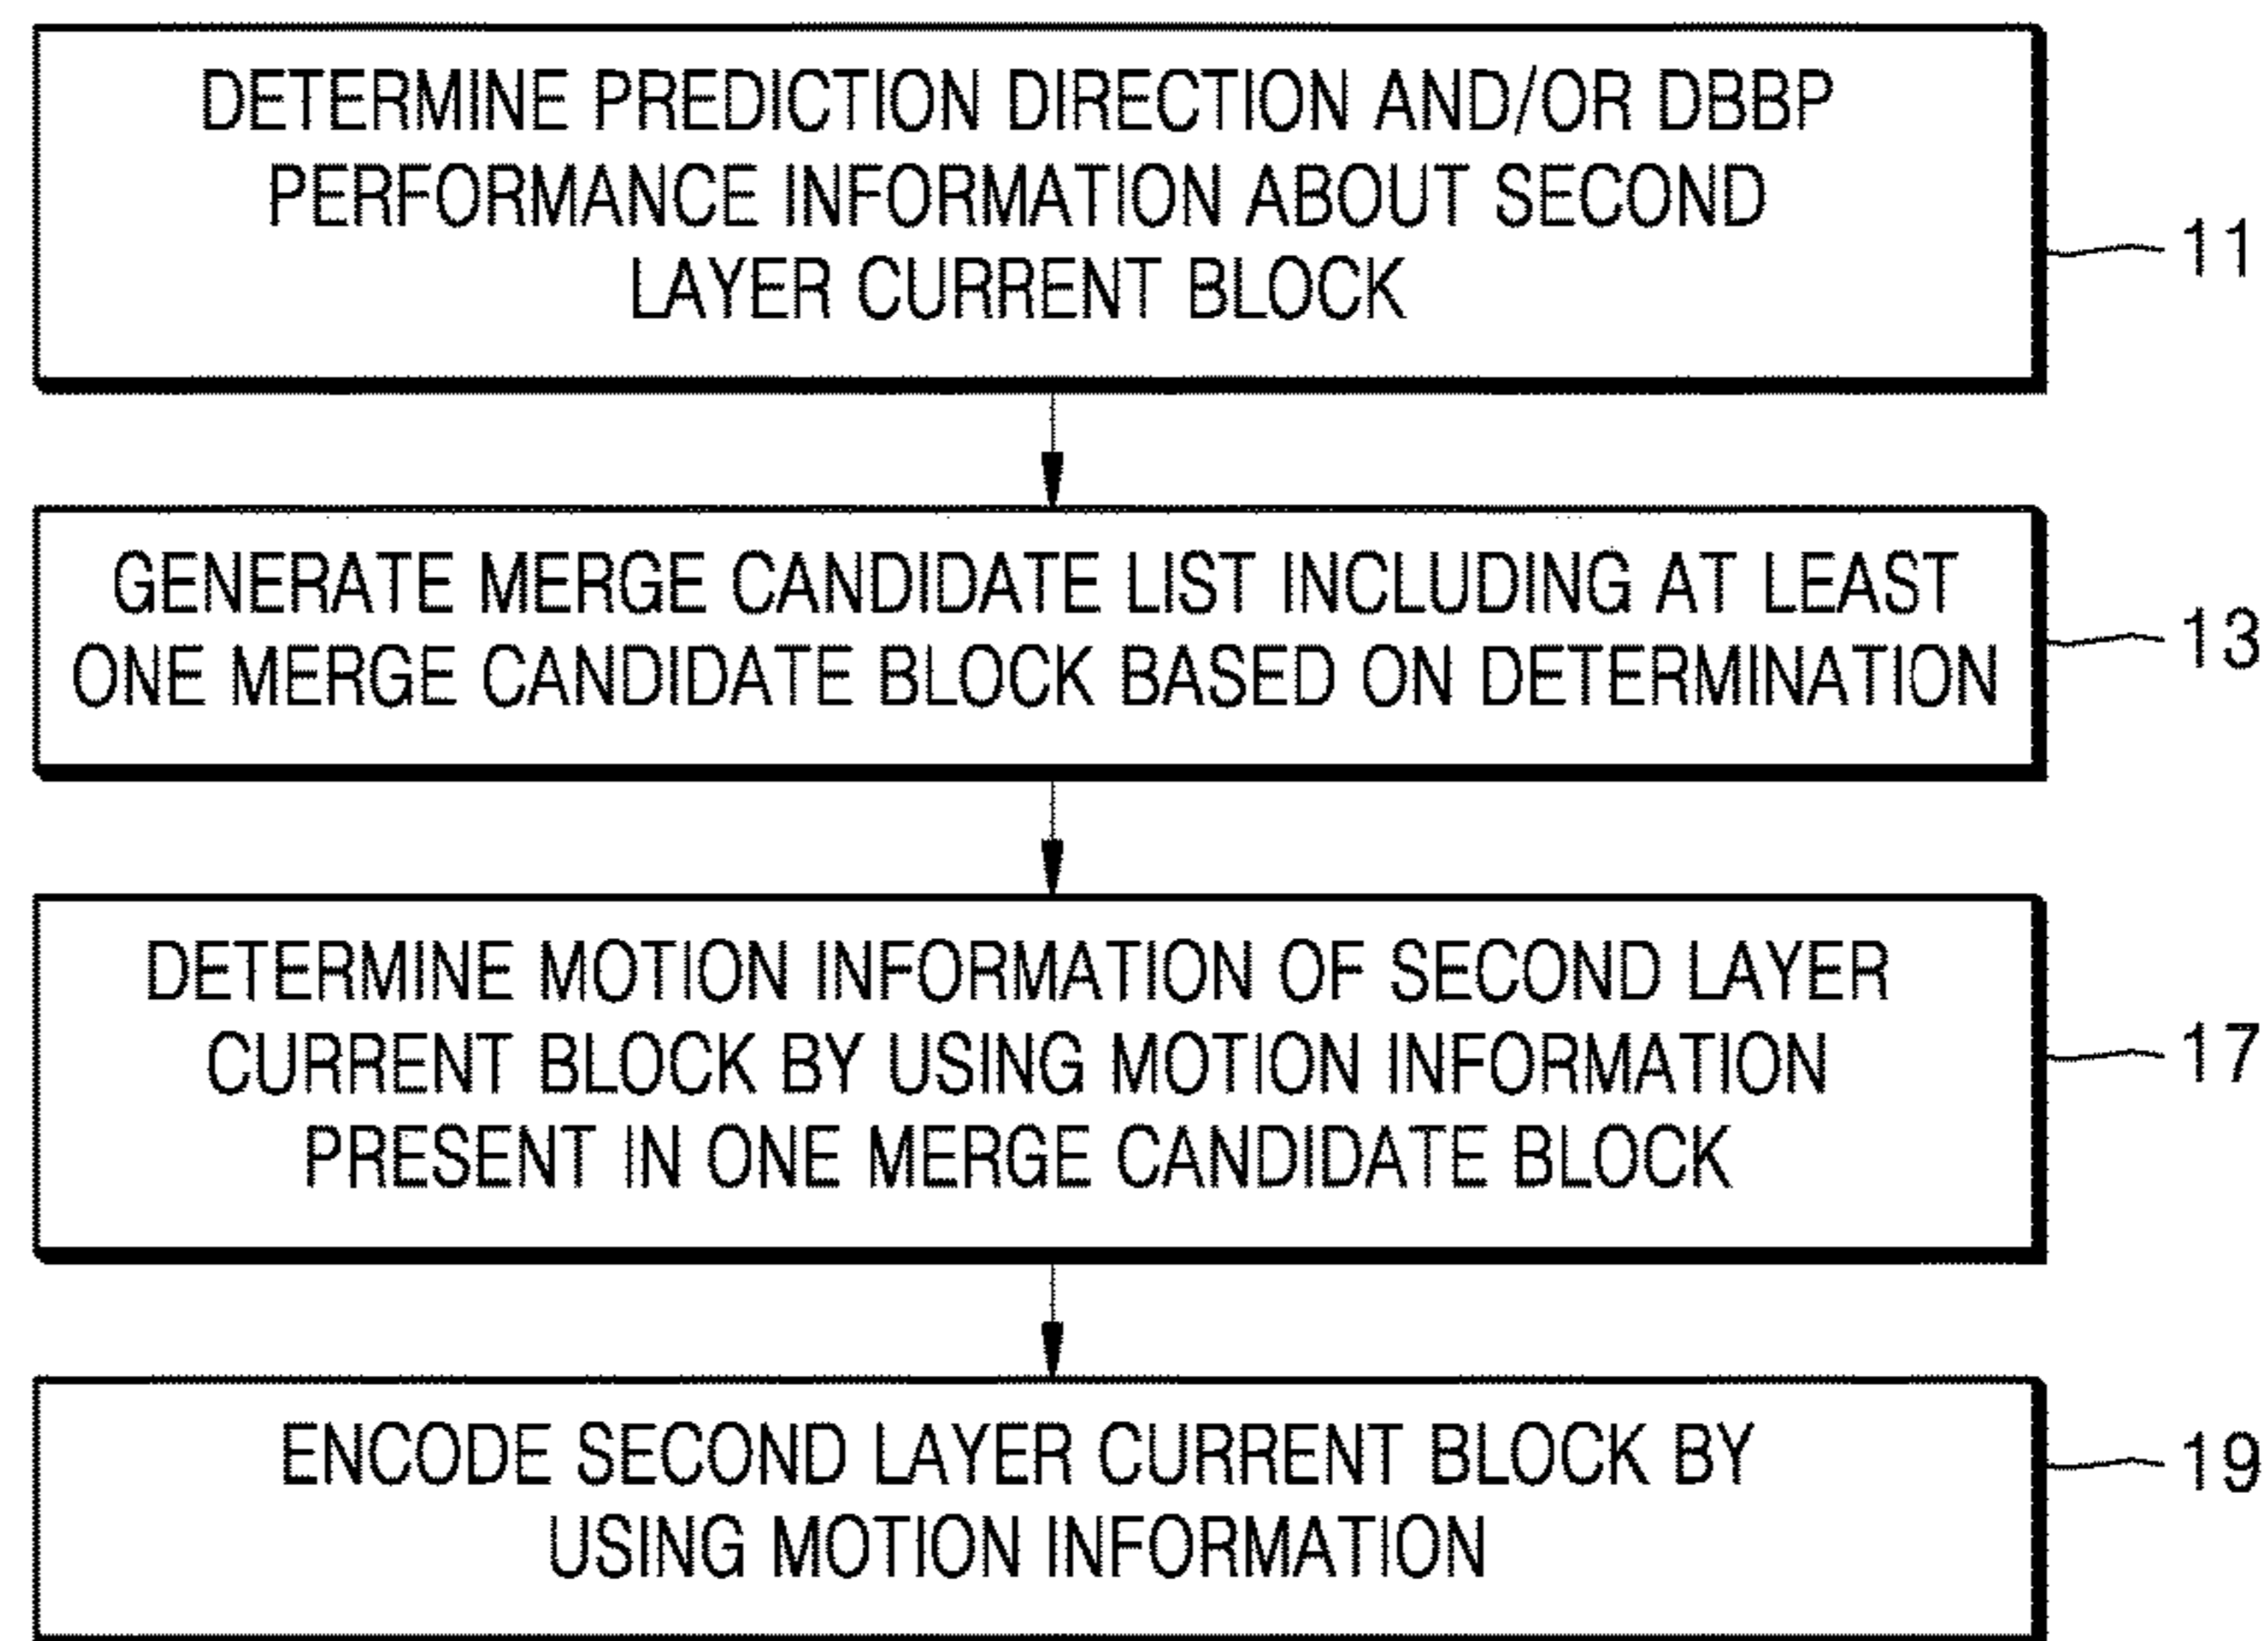 DETERMINE PREDICTION DIRECTION AND/OR DBBP
PERFORMANCE INFORMATION ABOUT SECOND
LAYER CURRENT BLOCK
11
GENERATE MERGE CANDIDATE LIST INCLUDING AT LEAST
ONE MERGE CANDIDATE BLOCK BASED ON DETERMINATION
13
DETERMINE MOTION INFORMATION OF SECOND LAYER
CURRENT BLOCK BY USING MOTION INFORMATION
PRESENT IN ONE MERGE CANDIDATE BLOCK
17
ENCODE SECOND LAYER CURRENT BLOCK BY
USING MOTION INFORMATION
19